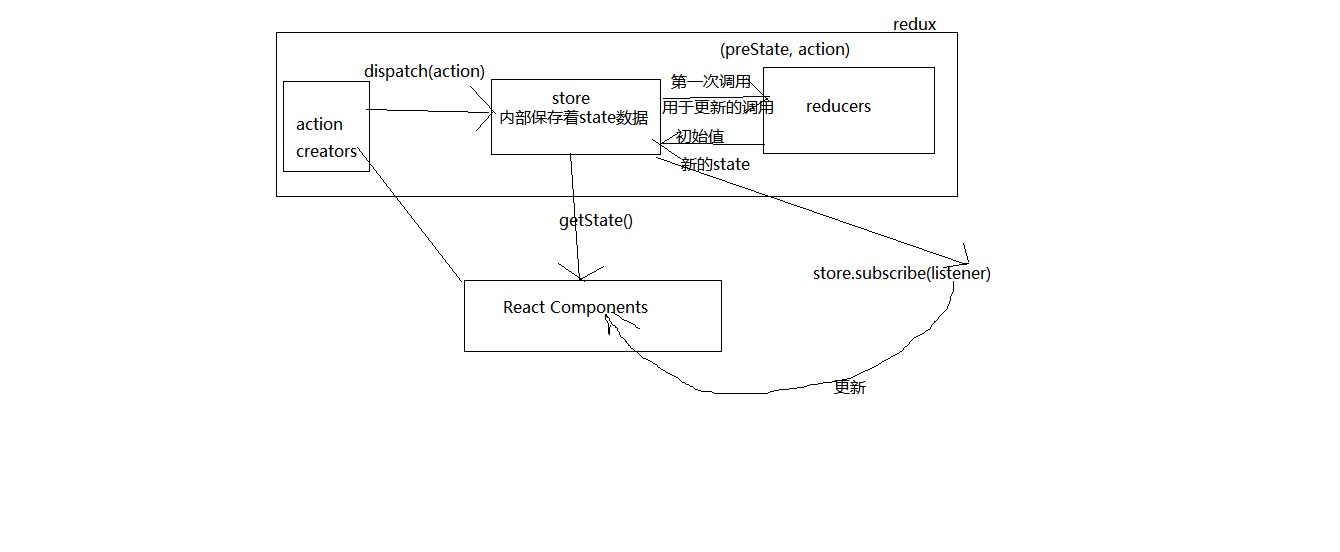 redux
(preState, action)
dispatch(action)
第一次调用
store
内部保存着state数据
用于更新的调用
reducers
action
creators
初始值
新的state
getState()
store.subscribe(listener)
React Components
更新